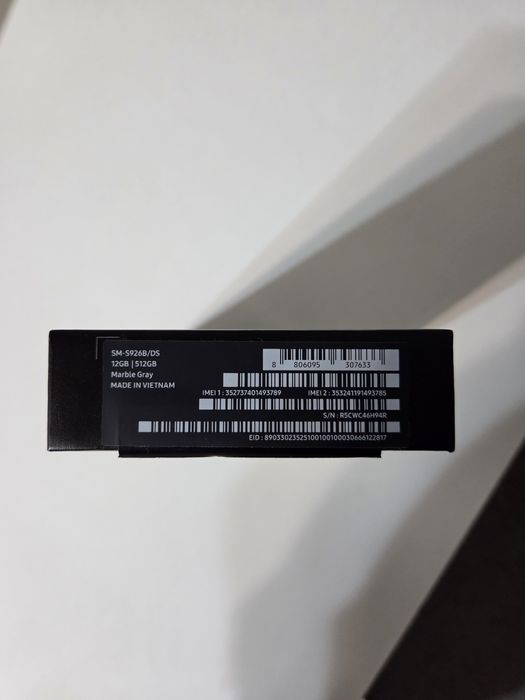 SM-S926B/DS
12GB | 512GB
Marble Gray
MADE IN VIETNAM
8 806095 307633
IMEI 1 : 352737401493789 IMEI 2 : 353241191493785
S/N : R5CWC46H94R
EID : 89033023525100100100030666122817